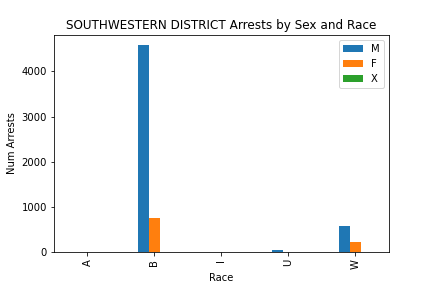 SOUTHWESTERN DISTRICT Arrests by Sex and Race
M
F
X
4000
3000
2000
1000
0
Num Arrests
A
B
I
U
W
Race